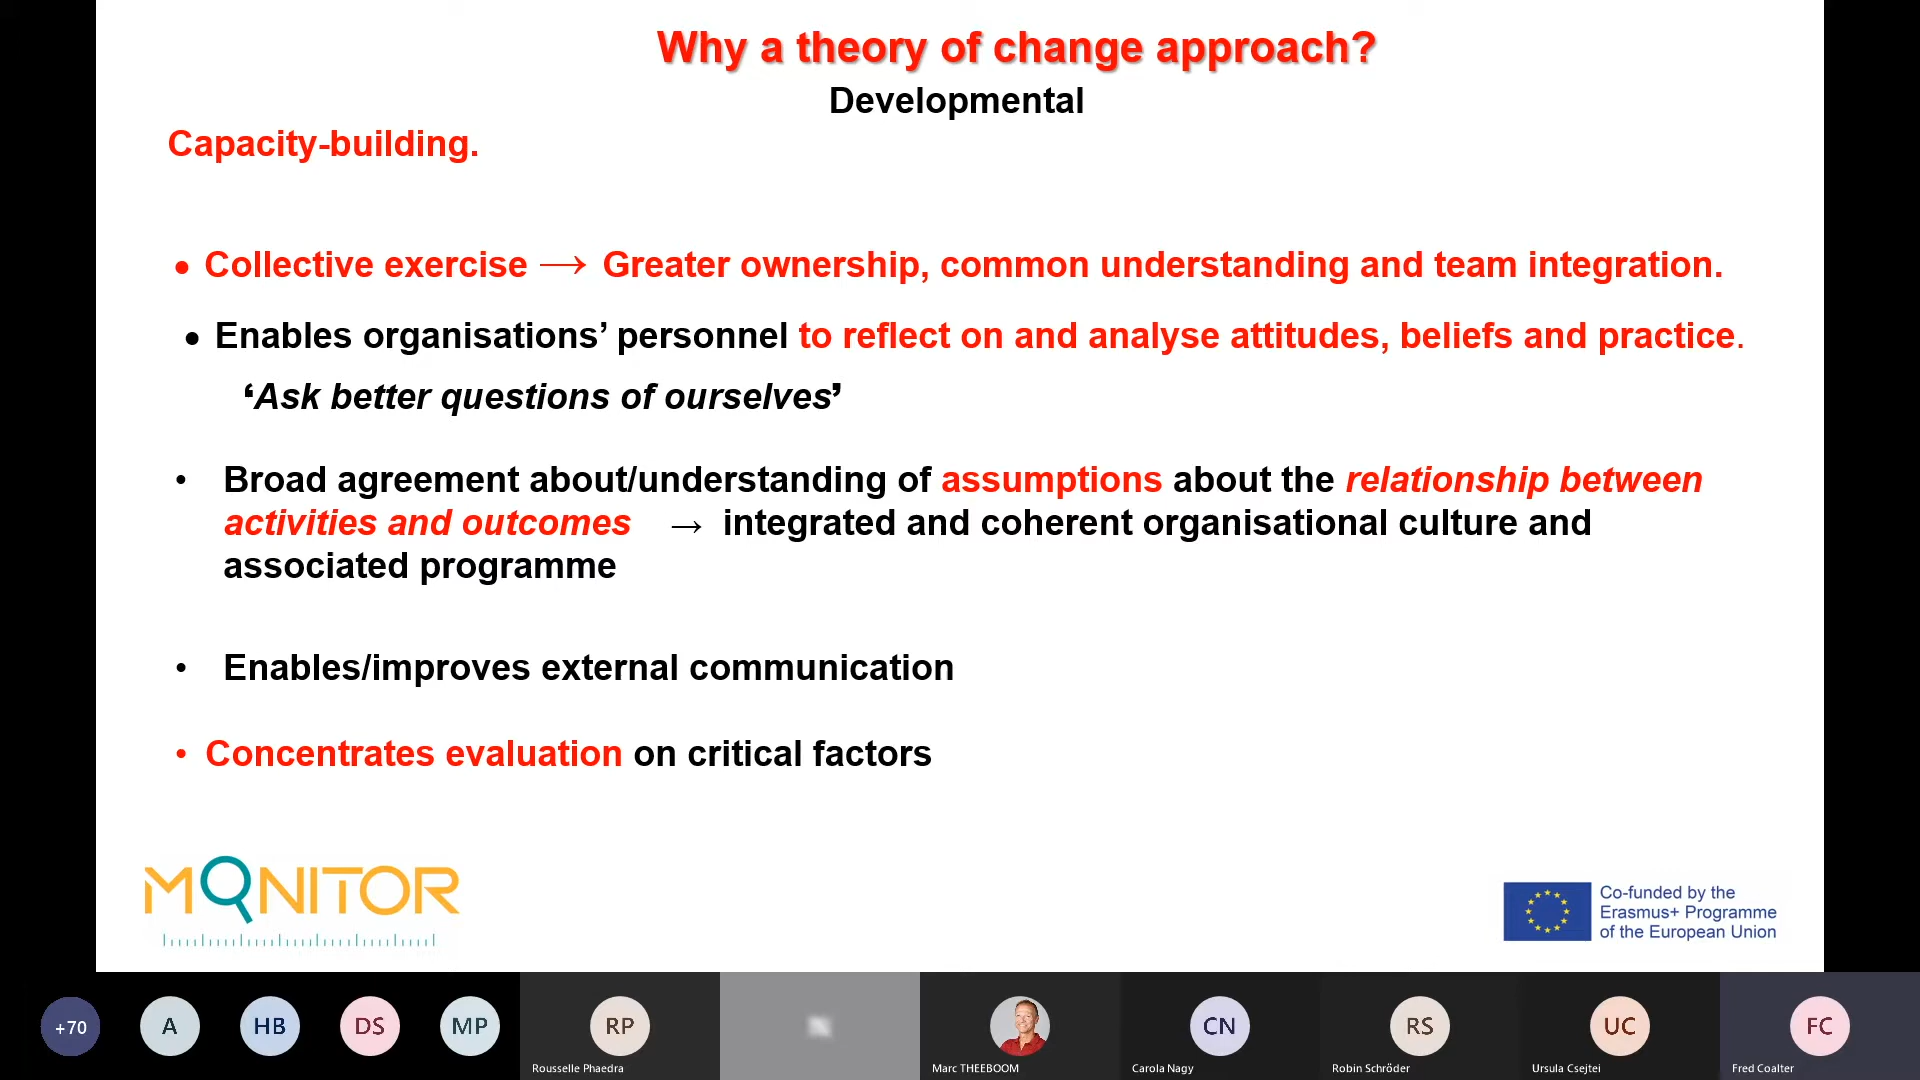 Why a theory of change approach?
Developmental
Capacity-building.
• Collective exercise → Greater ownership, common understanding and team integration.
• Enables organisations’ personnel to reflect on and analyse attitudes, beliefs and practice.
‘Ask better questions of ourselves’
• Broad agreement about/understanding of assumptions about the relationship between
activities and outcomes → integrated and coherent organisational culture and
associated programme
• Enables/improves external communication
• Concentrates evaluation on critical factors
MONITOR
Co-funded by the
Erasmus+ Programme
of the European Union
+70
A
HB
DS
MP
RP
CN
RS
UC
FC
Rousselle Phaedra
Marc THEEBOOM
Carola Nagy
Robin Schröder
Ursula Csejtei
Fred Coalter